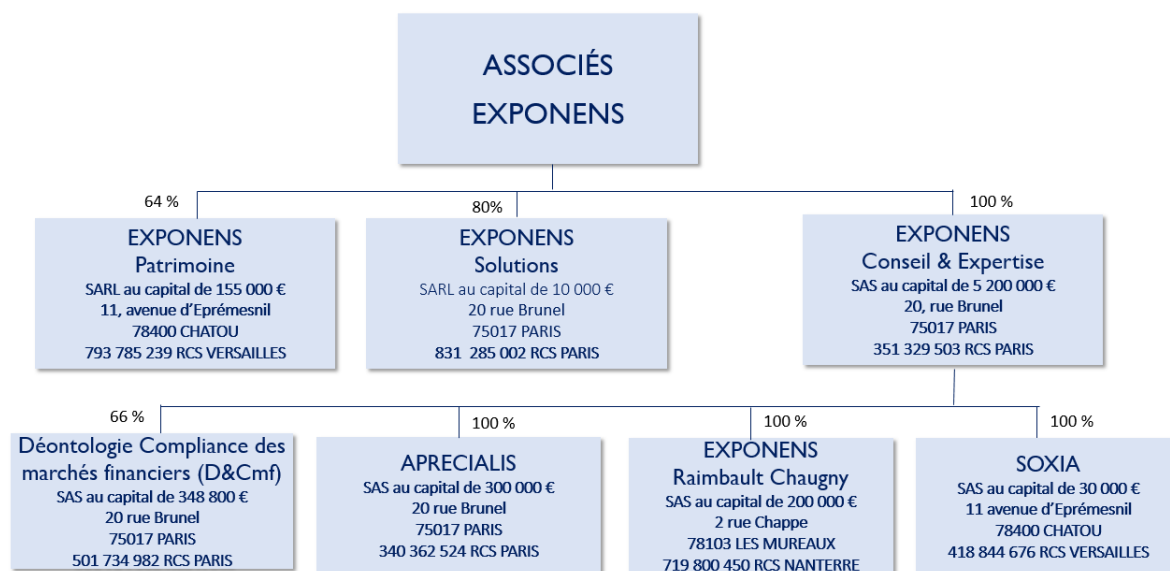 ASSOCIÉS
EXPONENS
64 %
80%
100 %
EXPONENS
Patrimoine
SARL au capital de 155 000 €
11, avenue d'Eprémesnil
78400 CHATOU
793 785 239 RCS VERSAILLES
EXPONENS
Solutions
SARL au capital de 10 000 €
20 rue Brunel
75017 PARIS
831 285 002 RCS PARIS
EXPONENS
Conseil & Expertise
SAS au capital de 5 200 000 €
20, rue Brunel
75017 PARIS
351 329 503 RCS PARIS
66 %
100 %
100 %
100 %
Déontologie Compliance des
marchés financiers (D&Cmf)
SAS au capital de 348 800 €
20 rue Brunel
75017 PARIS
501 734 982 RCS PARIS
APRECIALIS
SAS au capital de 300 000 €
20 rue Brunel
75017 PARIS
340 362 524 RCS PARIS
EXPONENS
Raimbault Chaugny
SAS au capital de 200 000 €
2 rue Chappe
78103 LES MUREAUX
719 800 450 RCS NANTERRE
SOXIA
SAS au capital de 30 000 €
11 avenue d'Eprémesnil
78400 CHATOU
418 844 676 RCS VERSAILLES